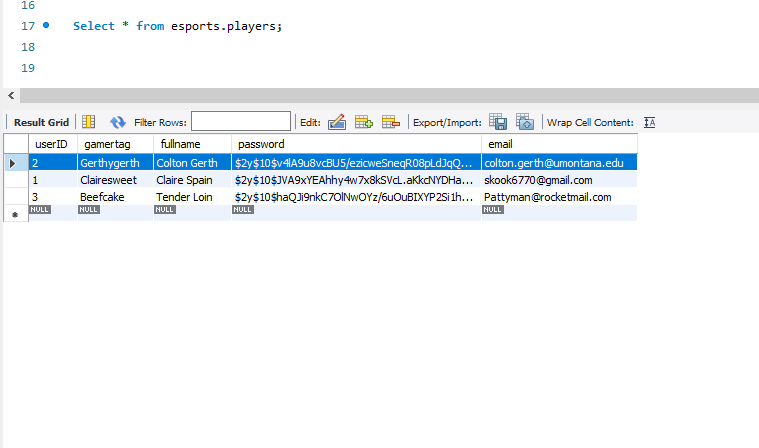 16
17 Select * from esports.players;
18
19
Result Grid Filter Rows: Edit: Export/Import: Wrap Cell Content:
userID gamertag fullname password email
2 Gerthygerth Colton Gerth $2y$10$v4lA9u8vcBU5/ezicweSneqR08pLdJqQ... colton.gerth@umontana.edu
1 Clairesweet Claire Spain $2y$10$JVA9xYEAhhy4w7x8kSVcL.aKkcNYDHa... skook6770@gmail.com
3 Beefcake Tender Loin $2y$10$haQJi9nkC7OlNwOYz/6uOuBIXYP2Si1h... Pattyman@rocketmail.com
NULL NULL NULL NULL NULL